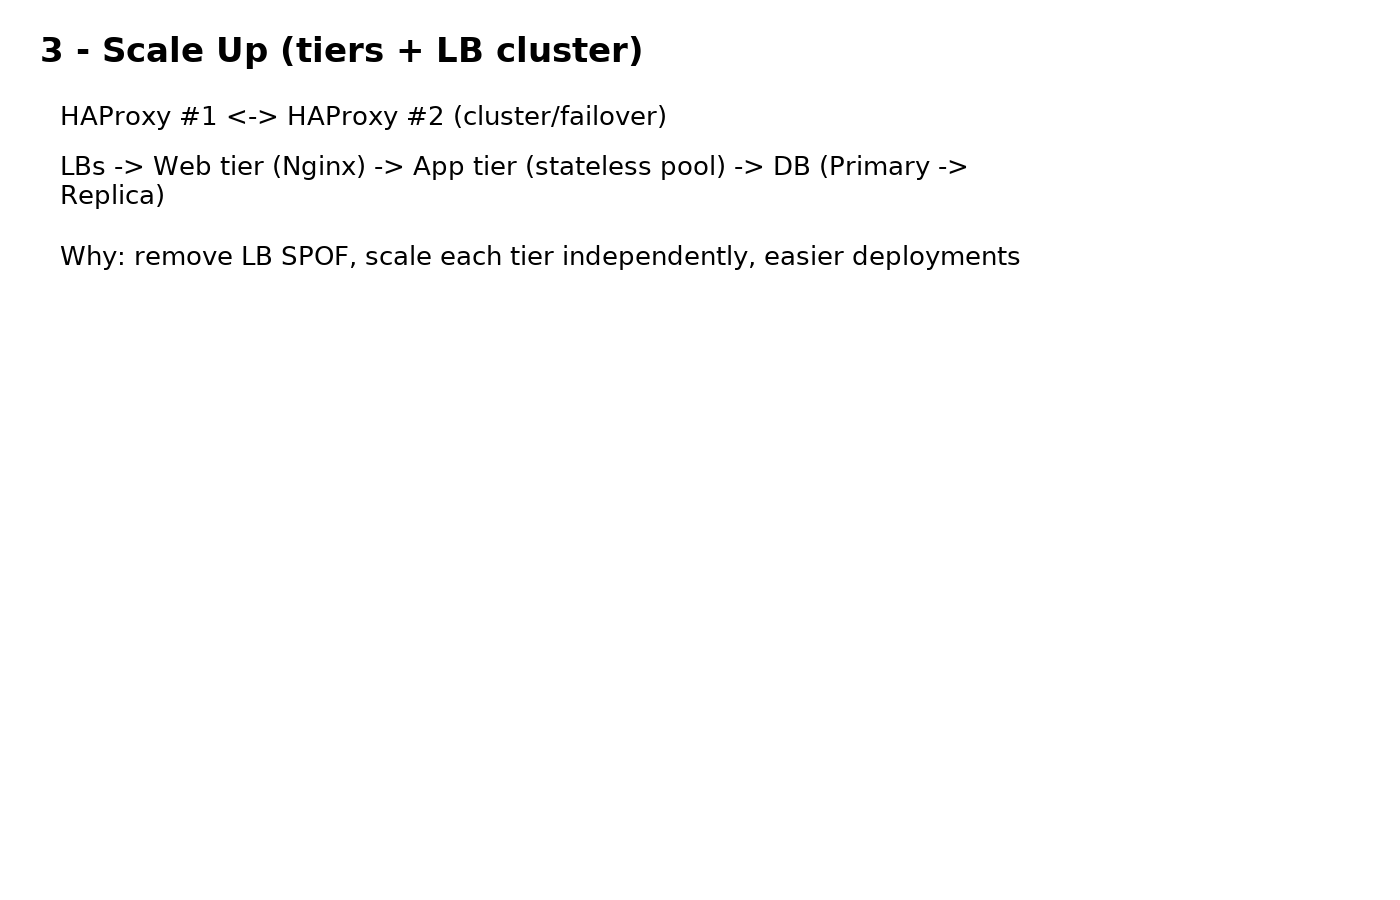 3 - Scale Up (tiers + LB cluster)
HAProxy #1 <-> HAProxy #2 (cluster/failover)
LBs -> Web tier (Nginx) -> App tier (stateless pool) -> DB (Primary ->
Replica)
Why: remove LB SPOF, scale each tier independently, easier deployments